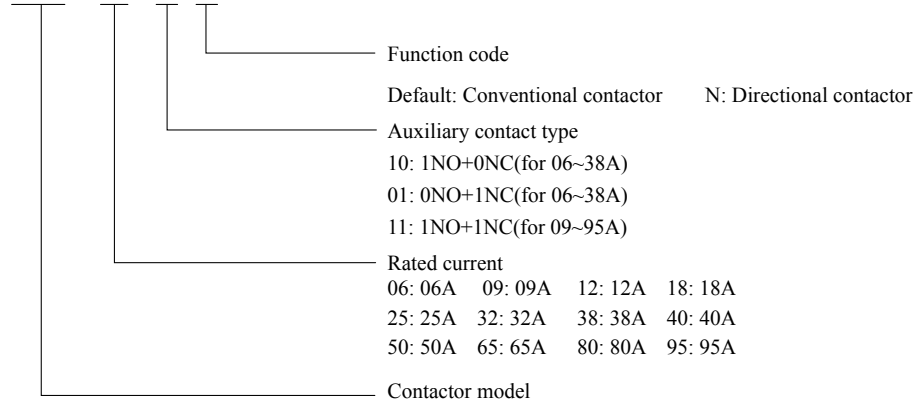 Function code
Default: Conventional contactor N: Directional contactor
Auxiliary contact type
10: 1NO+0NC(for 06~38A)
01: 0NO+1NC(for 06~38A)
11: 1NO+1NC(for 09~95A)
Rated current
06: 06A 09: 09A 12: 12A 18: 18A
25: 25A 32: 32A 38: 38A 40: 40A
50: 50A 65: 65A 80: 80A 95: 95A
Contactor model